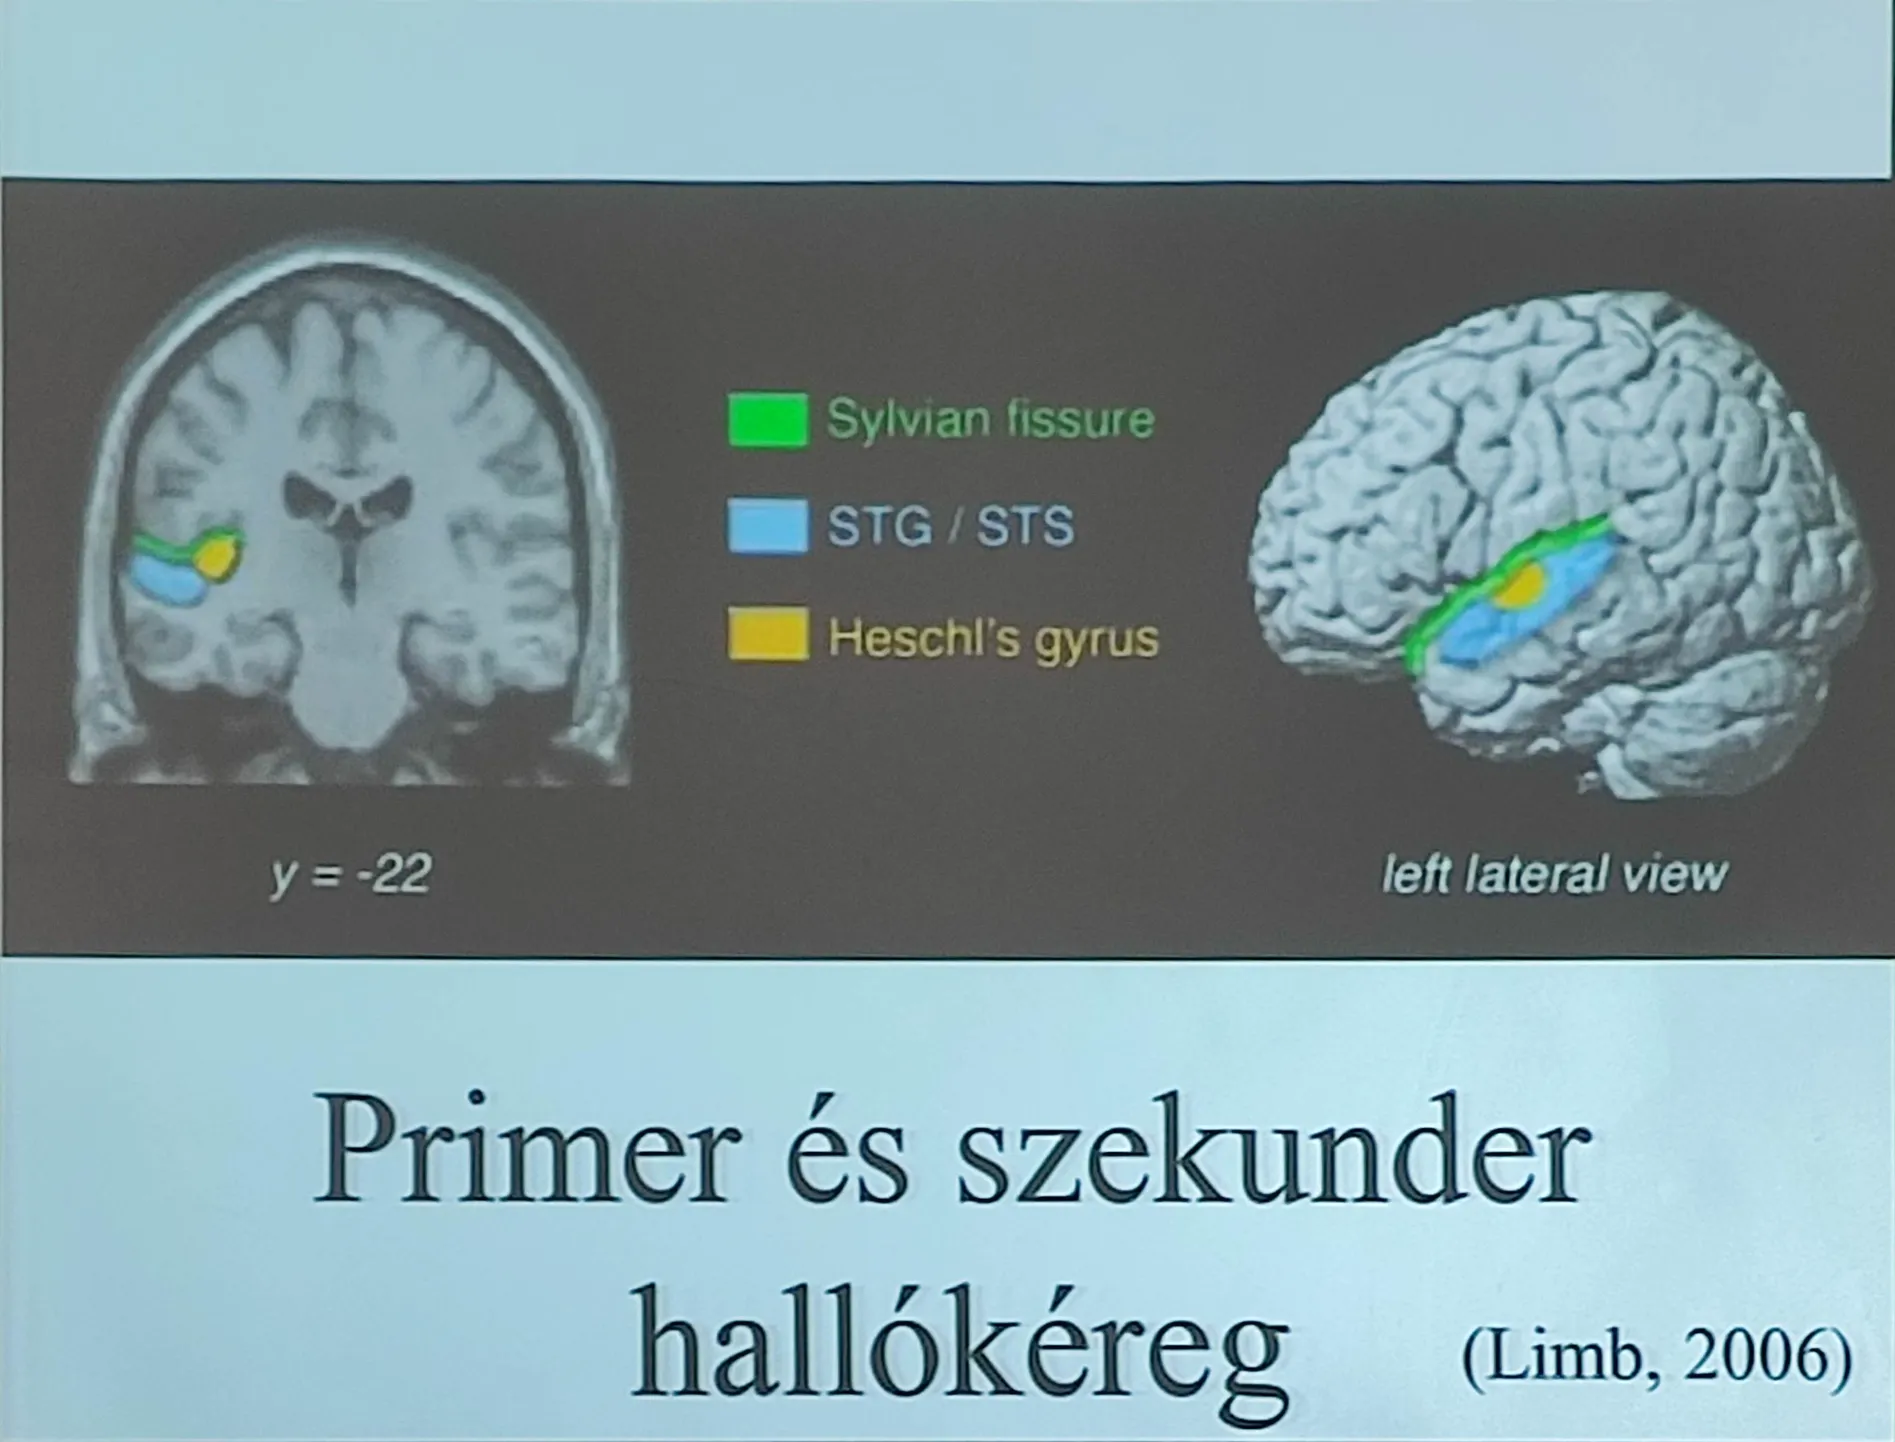 Sylvian fissure
STG / STS
Heschl's gyrus
y = -22
left lateral view
Primer és szekunder
hallókéreg
(Limb, 2006)